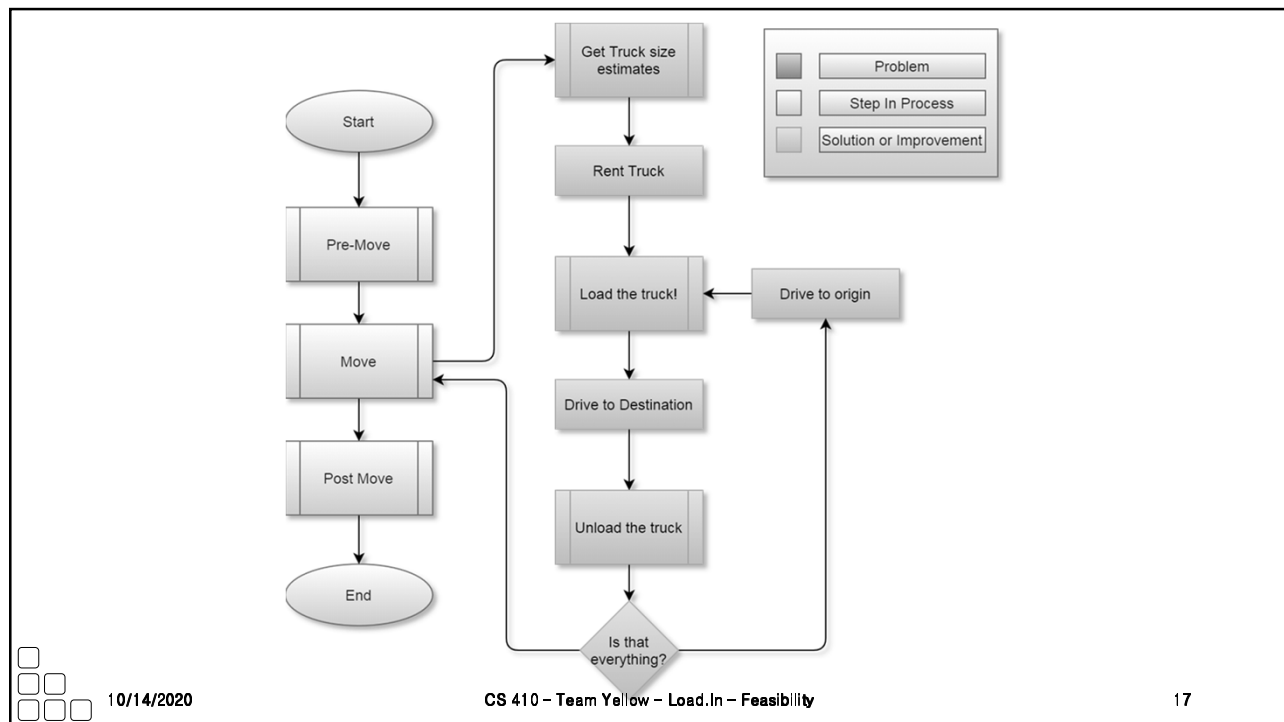 Start
Pre-Move
Move
Post Move
End
Get Truck size
estimates
Rent Truck
Load the truck!
Drive to origin
Drive to Destination
Unload the truck
Is that
everything?
Problem
Step In Process
Solution or Improvement
10/14/2020
CS 410 – Team Yellow – Load.In – Feasibility
17